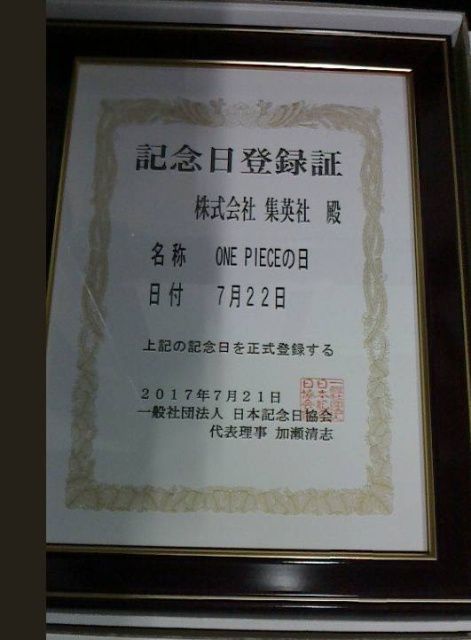 記念日登録証
株式会社 集英社 殿
名称 ONE PIECEの日
日付 7月22日
上記の記念日を正式登録する
2017年7月21日
一般社団法人 日本記念日協会
代表理事 加瀬清志